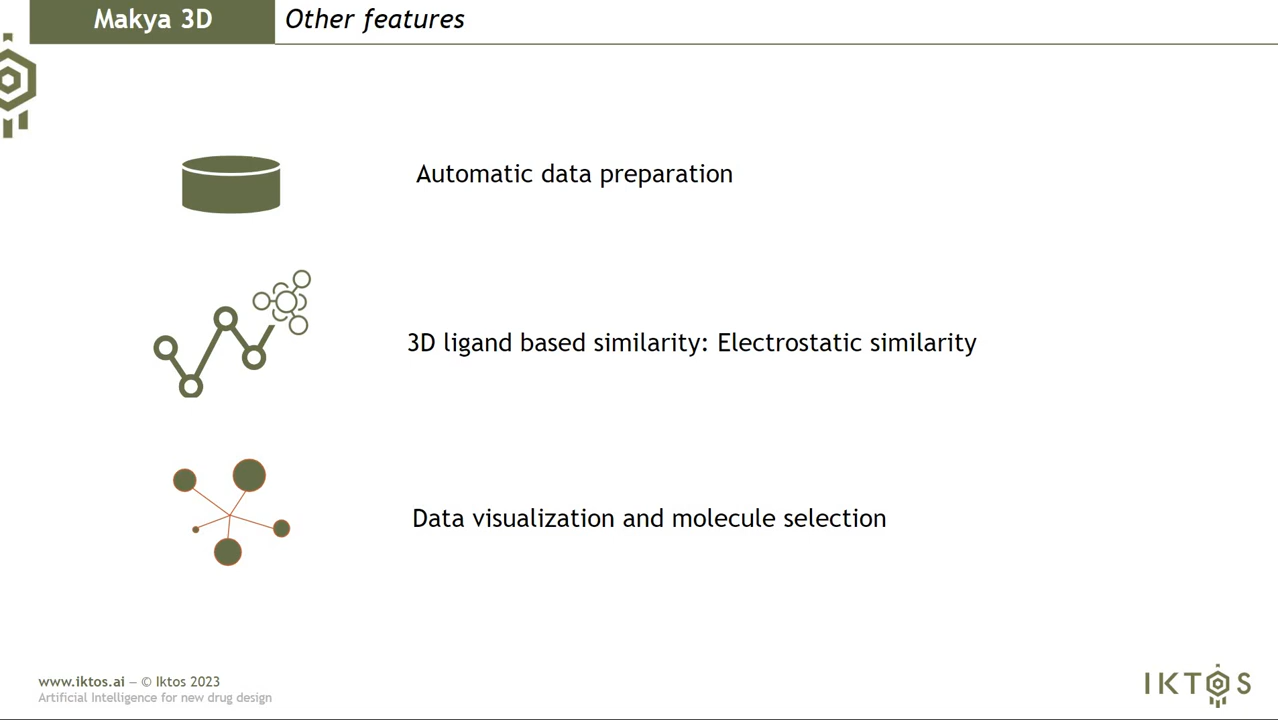 Makya 3D
Other features
Automatic data preparation
3D ligand based similarity: Electrostatic similarity
Data visualization and molecule selection
www.iktos.ai – © Iktos 2023
Artificial Intelligence for new drug design
IKTOS